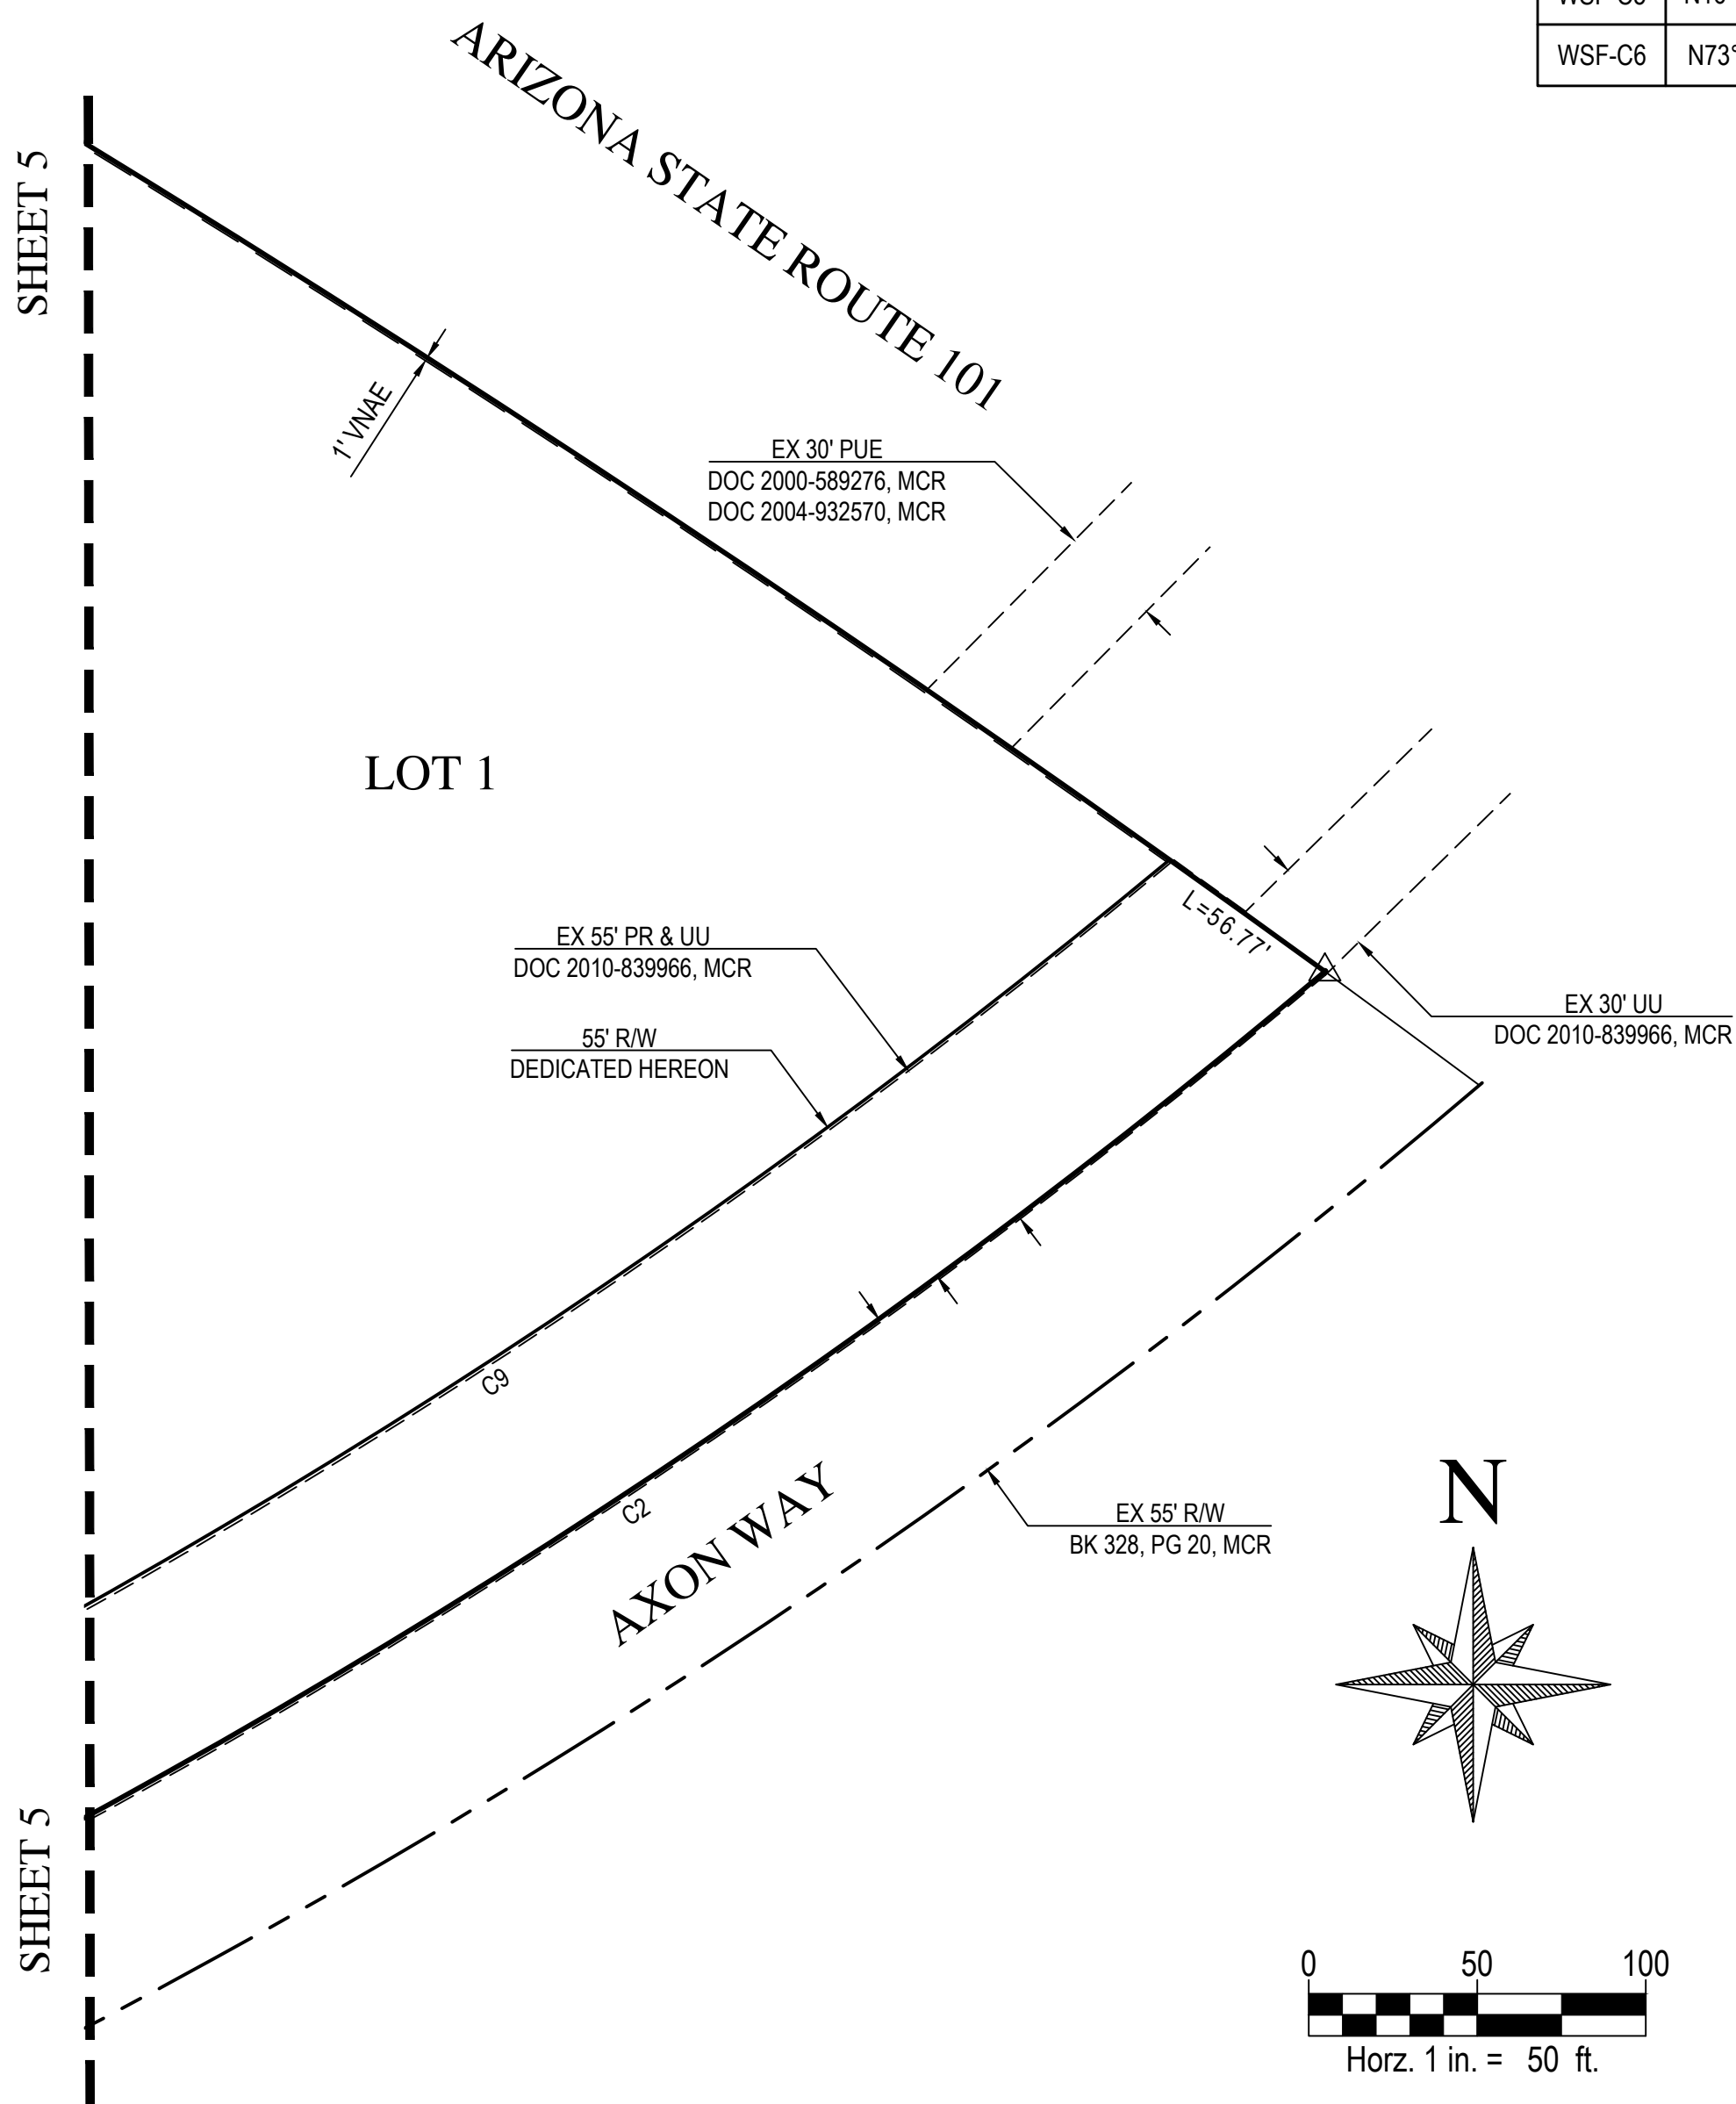 WSF-C6 N73°
ARIZONA STATE ROUTE 101
SHEET 5
1' VNAE
EX 30' PUE
DOC 2000-589276, MCR
DOC 2004-932570, MCR
LOT 1
L=56.77'
EX 55' PR & UU
DOC 2010-839966, MCR
EX 30' UU
DOC 2010-839966, MCR
55' R/W
DEDICATED HEREON
C9
C2
AXON WAY
EX 55' R/W
BK 328, PG 20, MCR
N
SHEET 5
0 50 100
Horz. 1 in. = 50 ft.